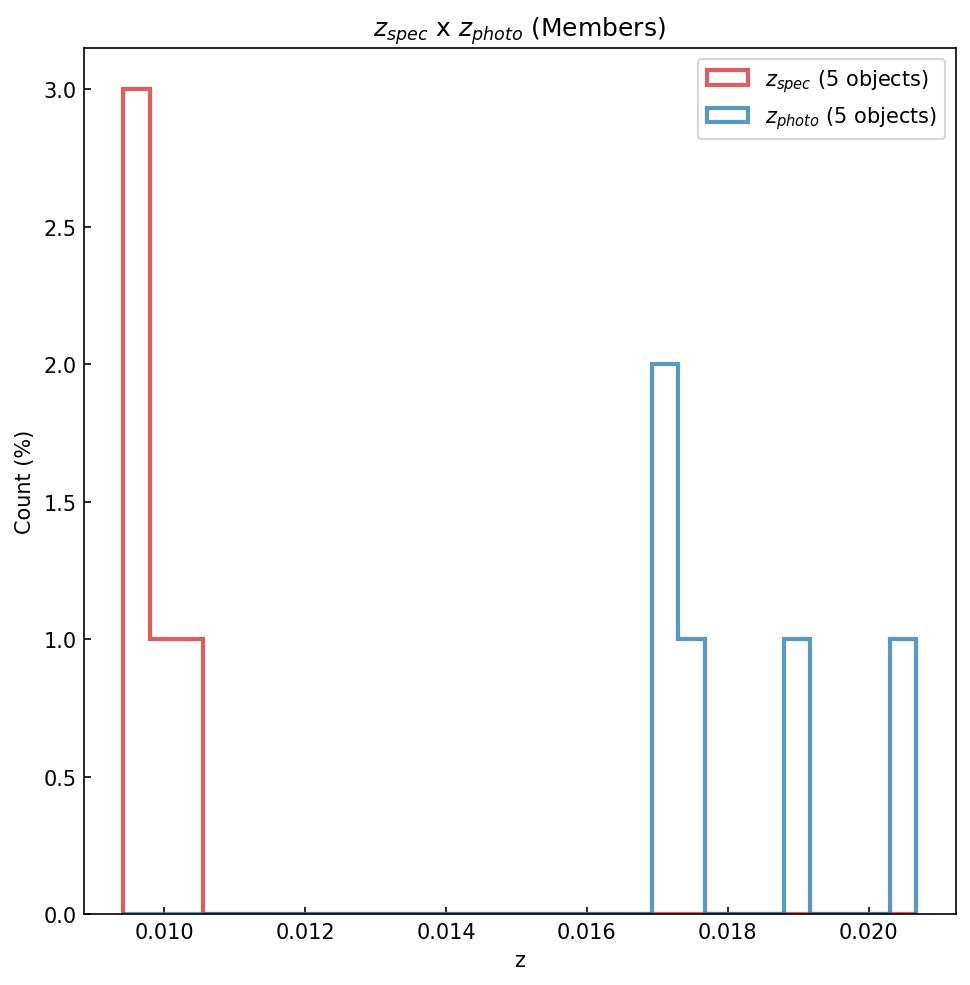 z_spec x z_photo (Members)
z_spec (5 objects)
z_photo (5 objects)
Count (%)
3.0
2.5
2.0
1.5
1.0
0.5
0.0
0.010 0.012 0.014 0.016 0.018 0.020
z